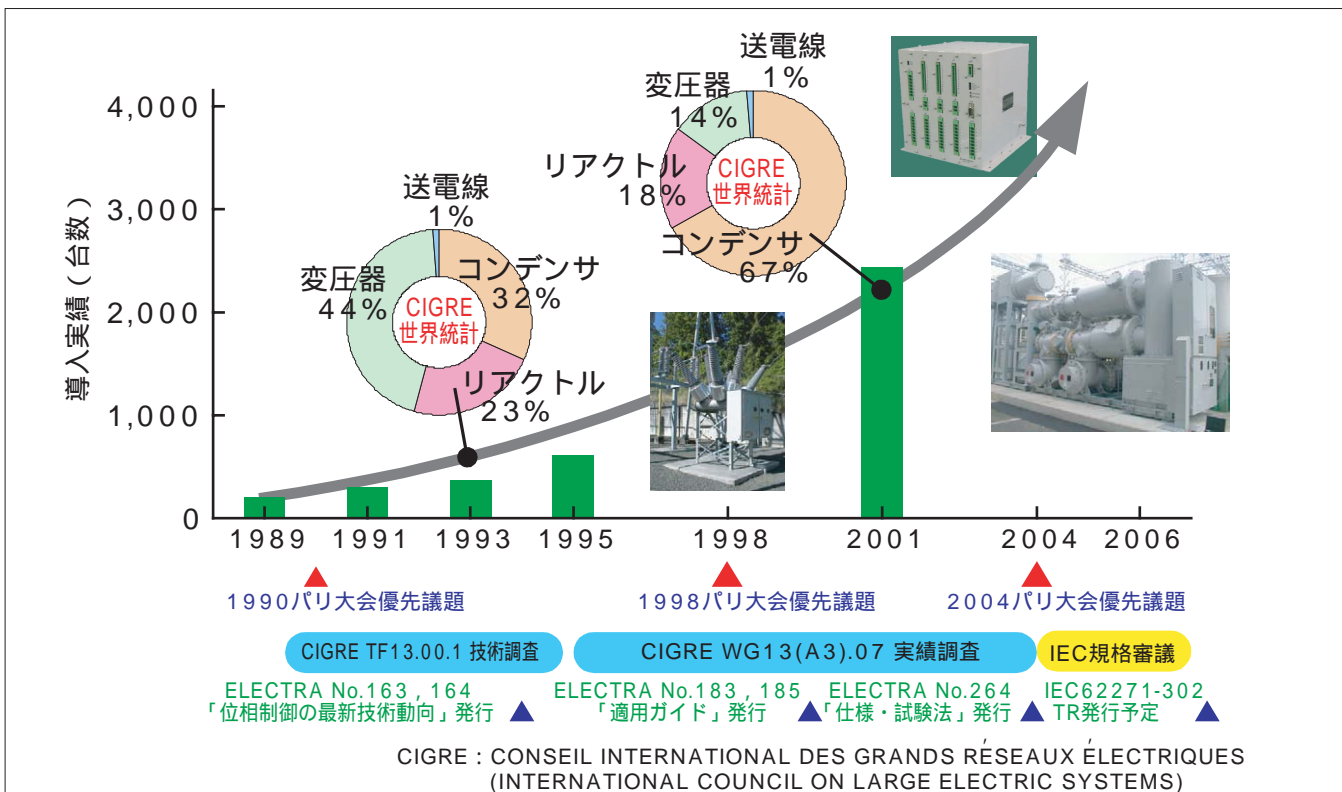 導入実績(台数)
4,000
3,000
2,000
1,000
0
送電線
1%
変圧器
44%
コンデンサ
32%
リアクトル
23%
CIGRE
世界統計
送電線
1%
変圧器
14%
リアクトル
18%
コンデンサ
67%
CIGRE
世界統計
1989 1991 1993 1995 1998 2001 2004 2006
1990パリ大会優先議題 1998パリ大会優先議題 2004パリ大会優先議題
CIGRE TF13.00.1 技術調査 CIGRE WG13(A3).07 実績調査 IEC規格審議
ELECTRA No.163,164 ELECTRA No.183,185 ELECTRA No.264 IEC62271-302
「位相制御の最新技術動向」発行 「適用ガイド」発行 「仕様・試験法」発行 TR発行予定
CIGRE:CONSEIL INTERNATIONAL DES GRANDS RÉSEAUX ÉLECTRIQUES
(INTERNATIONAL COUNCIL ON LARGE ELECTRIC SYSTEMS)